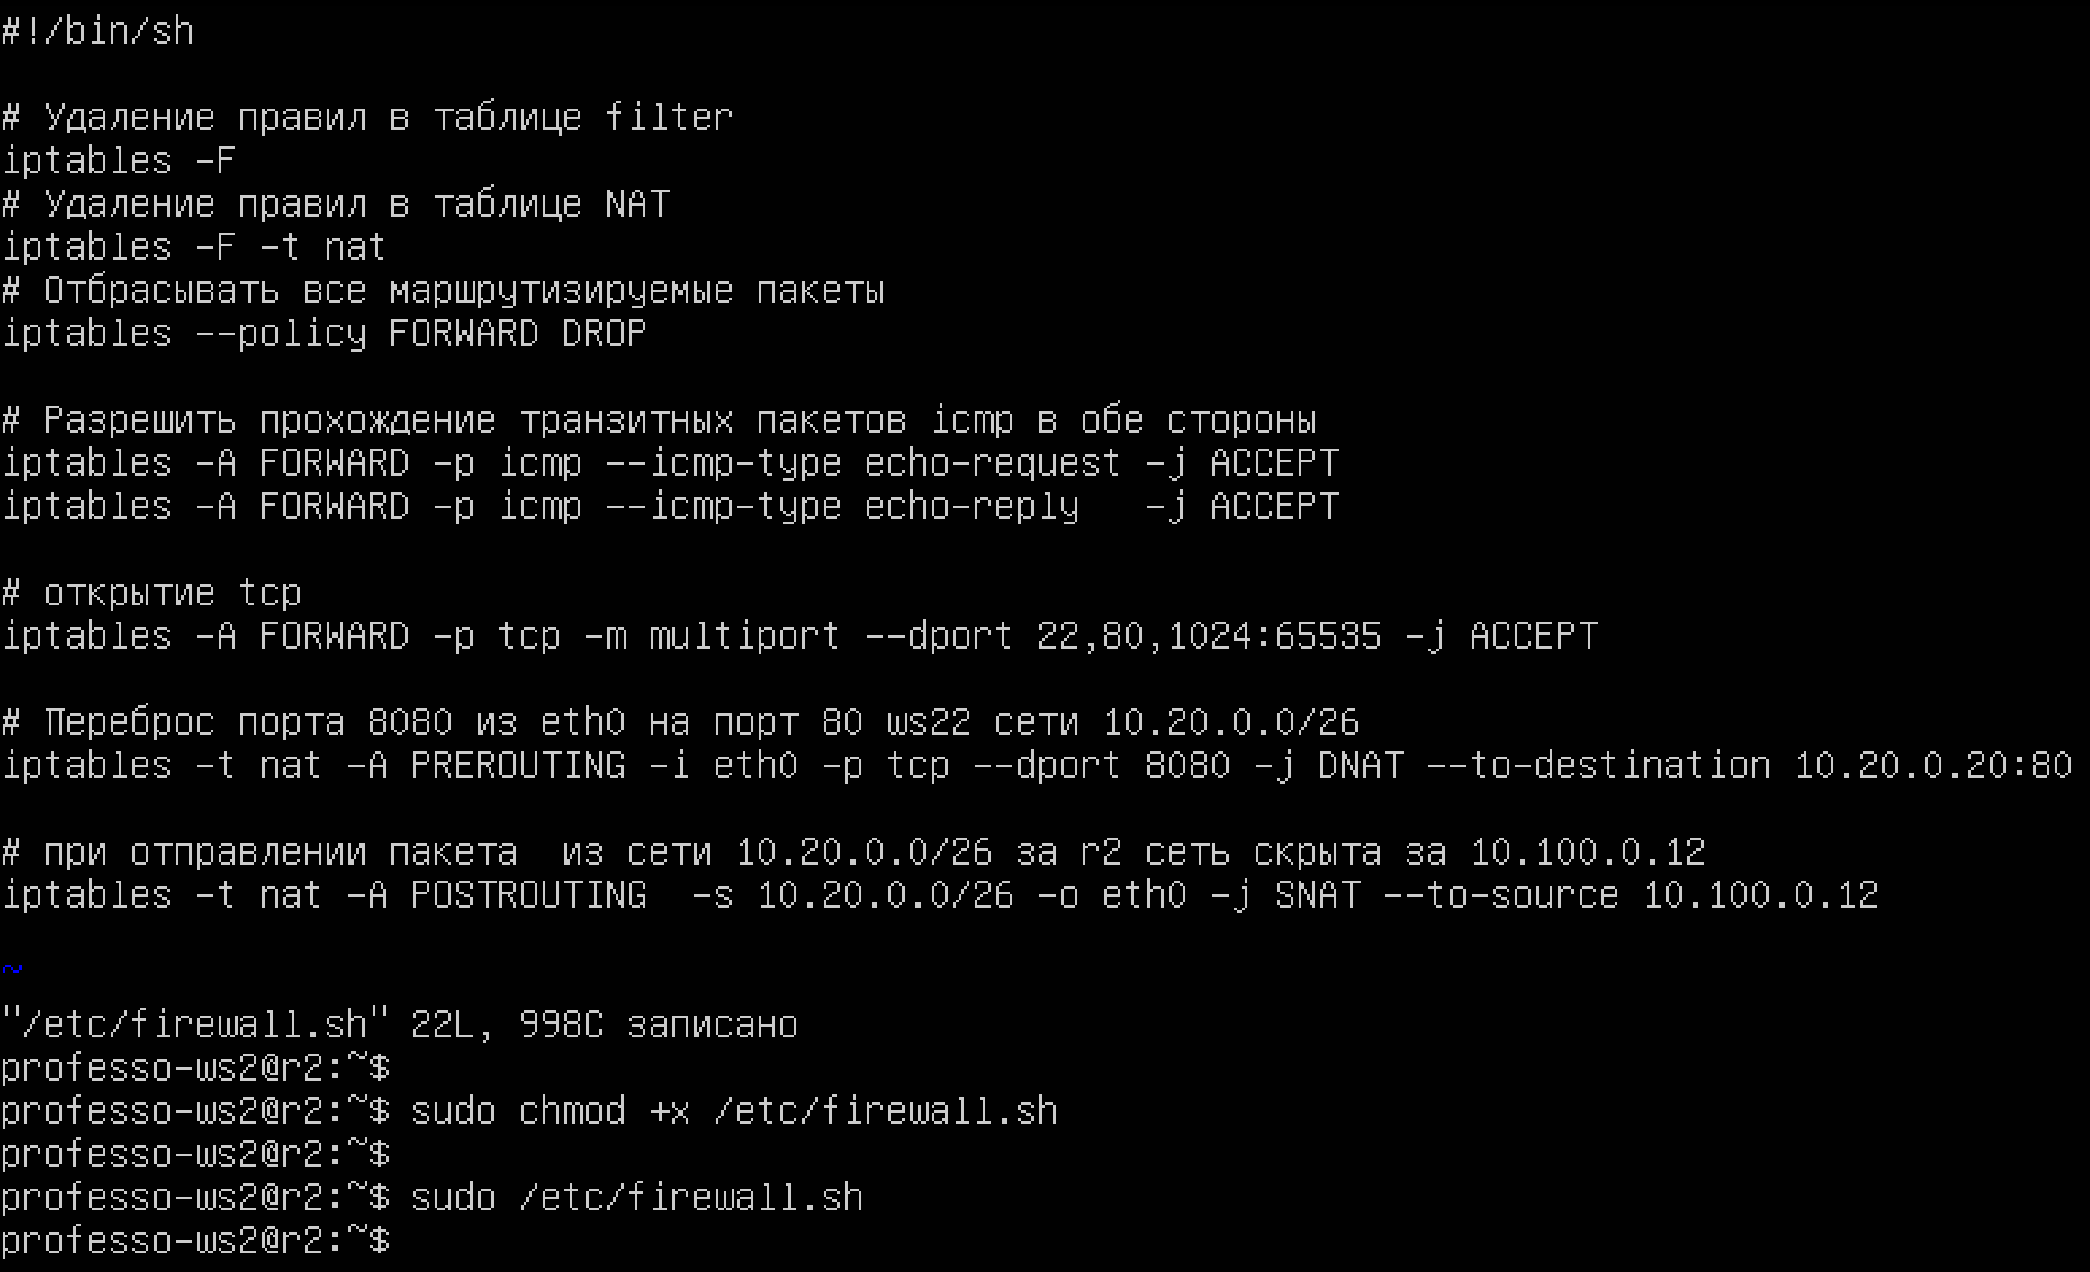 #!/bin/sh
# Удаление правил в таблице filter
iptables -F
# Удаление правил в таблице NAT
iptables -F -t nat
# Отбрасывать все маршрутизируемые пакеты
iptables --policy FORWARD DROP
# Разрешить прохождение транзитных пакетов icmp в обе стороны
iptables -A FORWARD -p icmp --icmp-type echo-request -j ACCEPT
iptables -A FORWARD -p icmp --icmp-type echo-reply   -j ACCEPT
# открытие tcp
iptables -A FORWARD -p tcp -m multiport --dport 22,80,1024:65535 -j ACCEPT
# Переброс порта 8080 из eth0 на порт 80 ws22 сети 10.20.0.0/26
iptables -t nat -A PREROUTING -i eth0 -p tcp --dport 8080 -j DNAT --to-destination 10.20.0.20:80
# при отправлении пакета  из сети 10.20.0.0/26 за r2 сеть скрыта за 10.100.0.12
iptables -t nat -A POSTROUTING  -s 10.20.0.0/26 -o eth0 -j SNAT --to-source 10.100.0.12
~
"/etc/firewall.sh" 22L, 998C записано
professo-ws2@r2:~$
professo-ws2@r2:~$ sudo chmod +x /etc/firewall.sh
professo-ws2@r2:~$
professo-ws2@r2:~$ sudo /etc/firewall.sh
professo-ws2@r2:~$